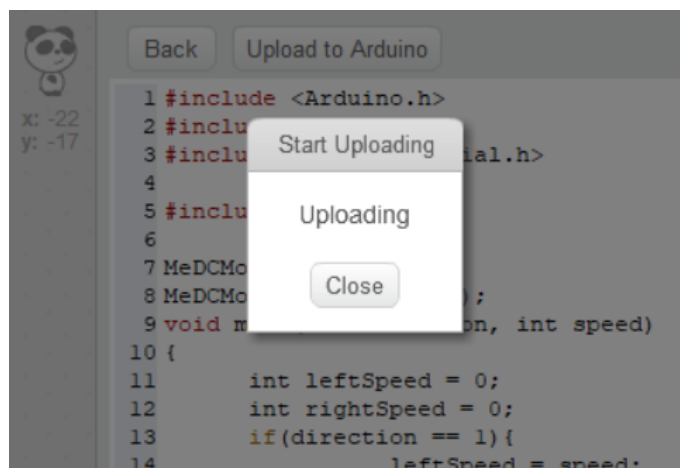 Back Upload to Arduino
x: -22
y: -17
1 #include <Arduino.h>
2 #inclu
3 #inclu ial.h>
4
5 #inclu
6
7 MeDCMo
8 MeDCMo );
9 void m on, int speed)
10 {
11 int leftSpeed = 0;
12 int rightSpeed = 0;
13 if(direction == 1){
14 leftSpeed = speed;
Start Uploading
Uploading
Close